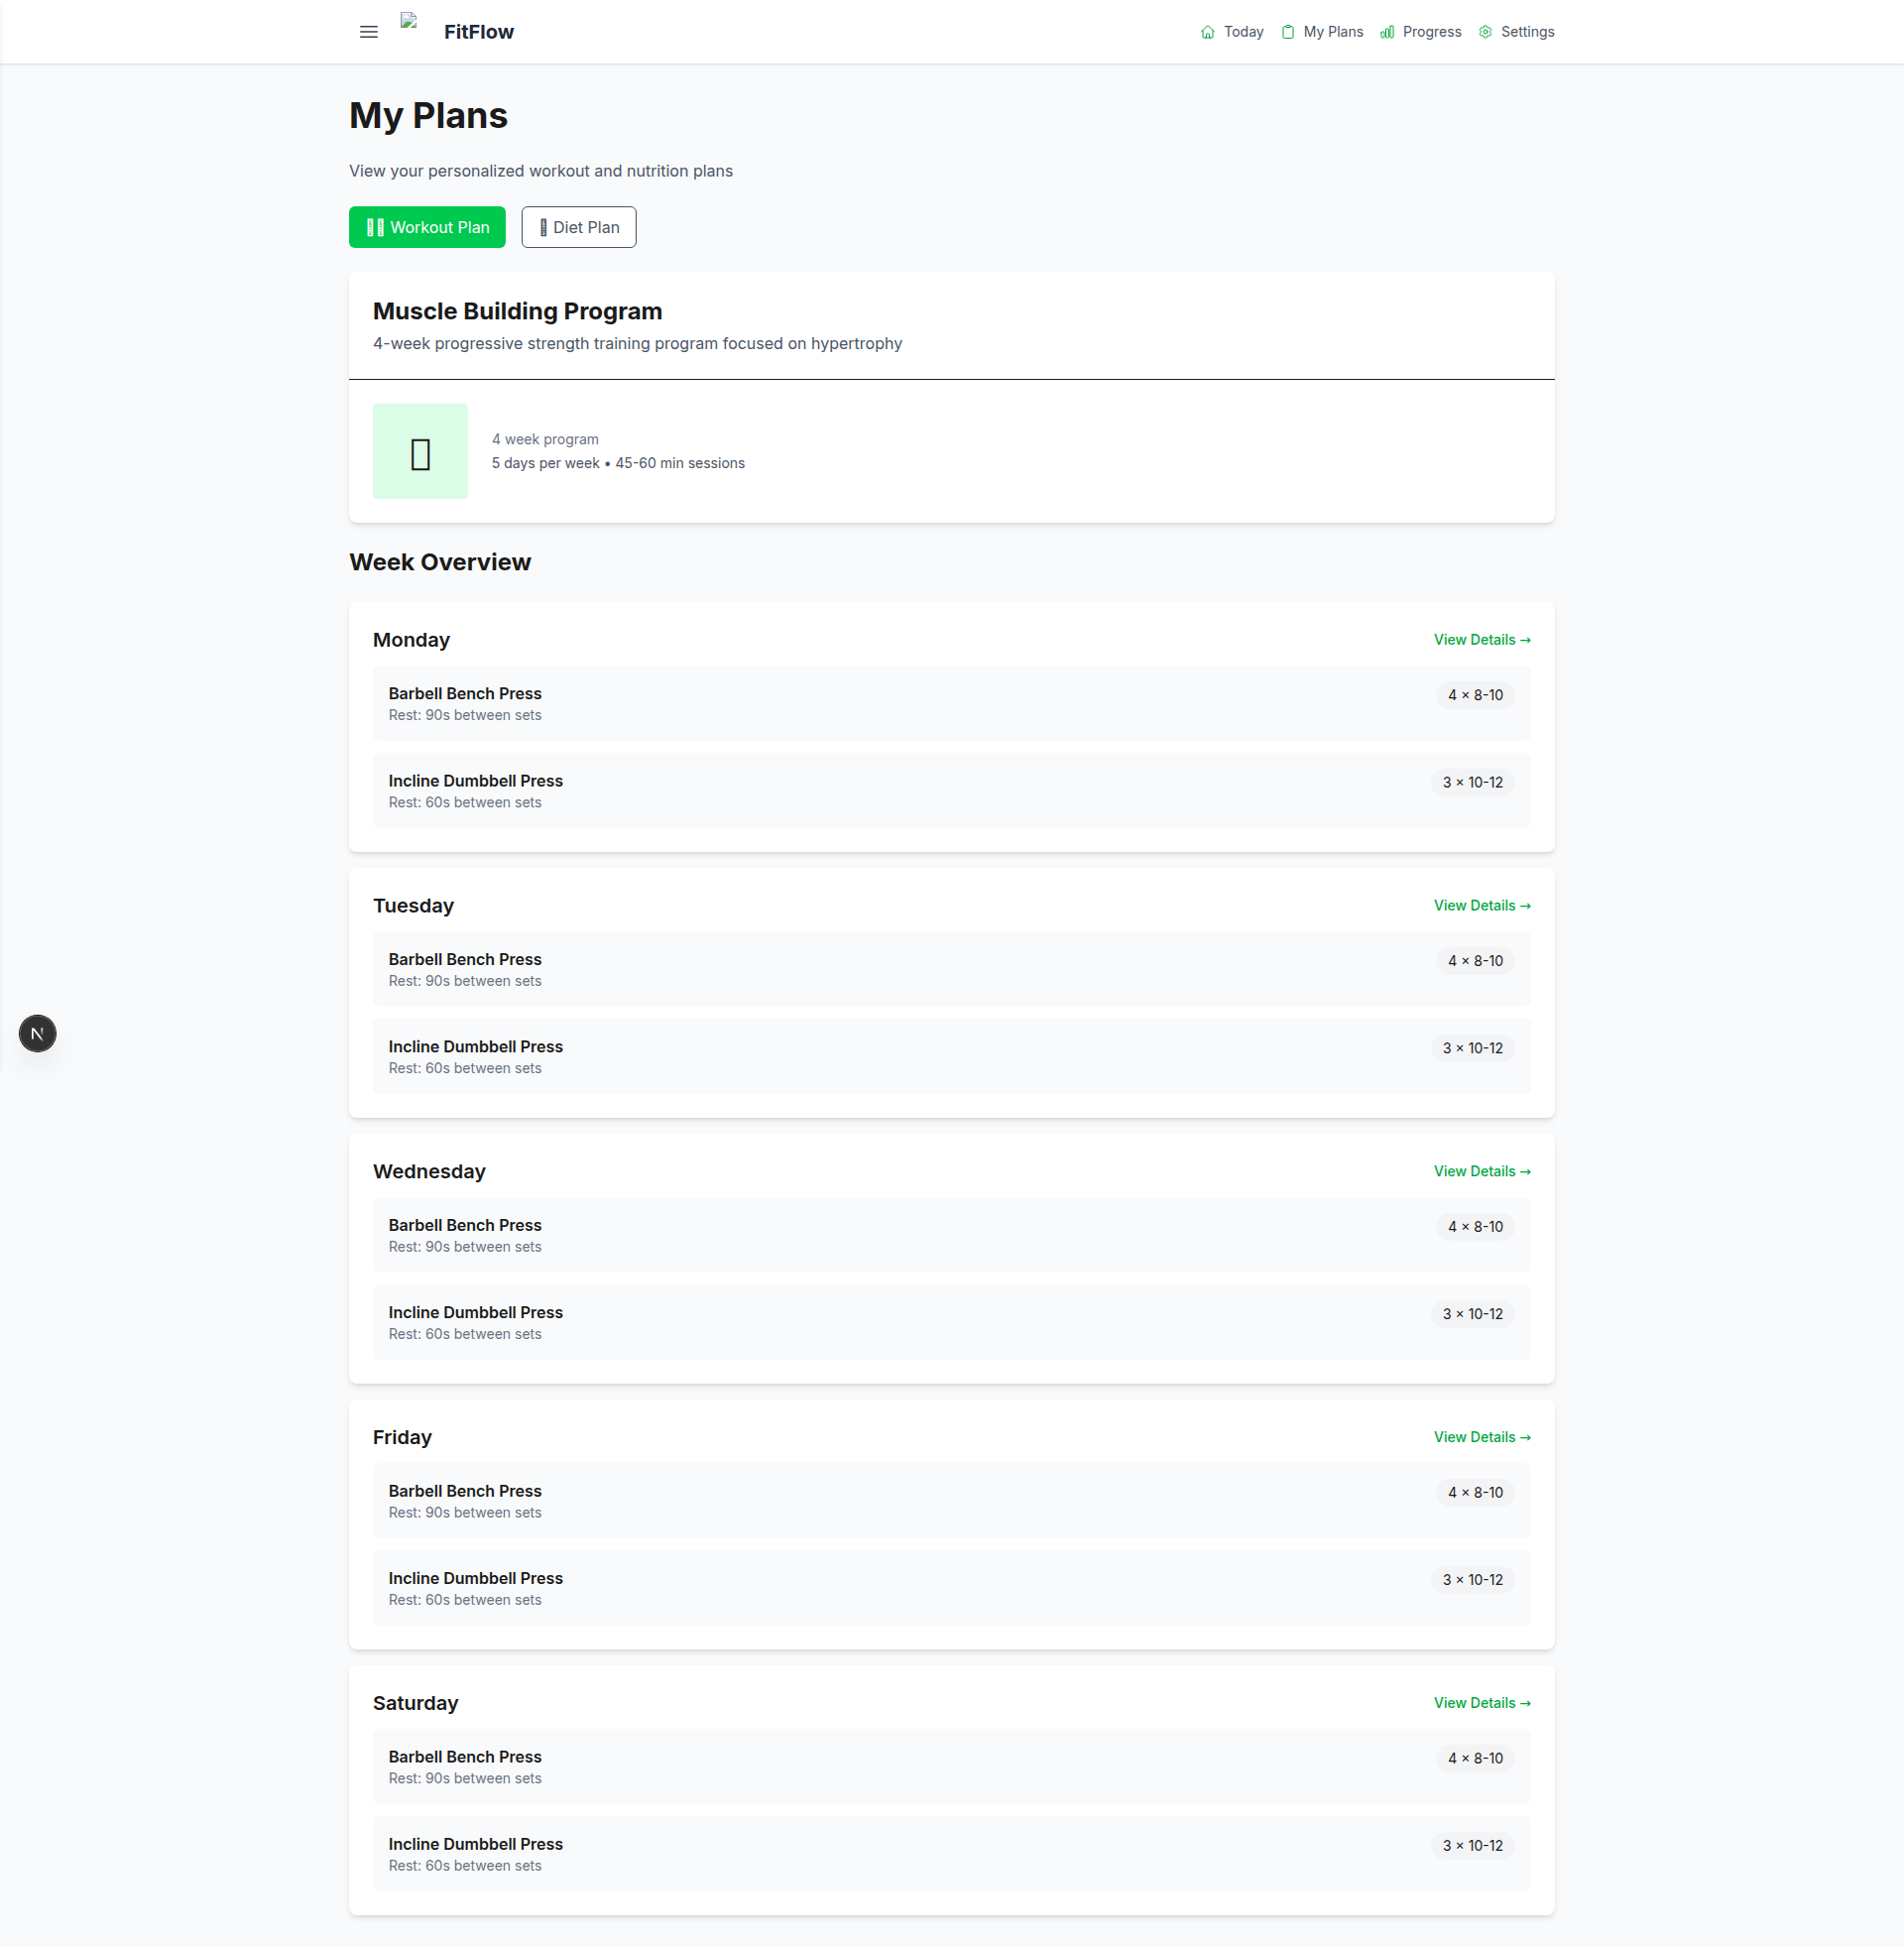 FitFlow
Today
My Plans
Progress
Settings
My Plans
View your personalized workout and nutrition plans
Workout Plan
Diet Plan
Muscle Building Program
4-week progressive strength training program focused on hypertrophy
4 week program
5 days per week • 45-60 min sessions
Week Overview
Monday
View Details →
Barbell Bench Press
4 × 8-10
Rest: 90s between sets
Incline Dumbbell Press
3 × 10-12
Rest: 60s between sets
Tuesday
View Details →
Barbell Bench Press
4 × 8-10
Rest: 90s between sets
Incline Dumbbell Press
3 × 10-12
Rest: 60s between sets
Wednesday
View Details →
Barbell Bench Press
4 × 8-10
Rest: 90s between sets
Incline Dumbbell Press
3 × 10-12
Rest: 60s between sets
Friday
View Details →
Barbell Bench Press
4 × 8-10
Rest: 90s between sets
Incline Dumbbell Press
3 × 10-12
Rest: 60s between sets
Saturday
View Details →
Barbell Bench Press
4 × 8-10
Rest: 90s between sets
Incline Dumbbell Press
3 × 10-12
Rest: 60s between sets
N